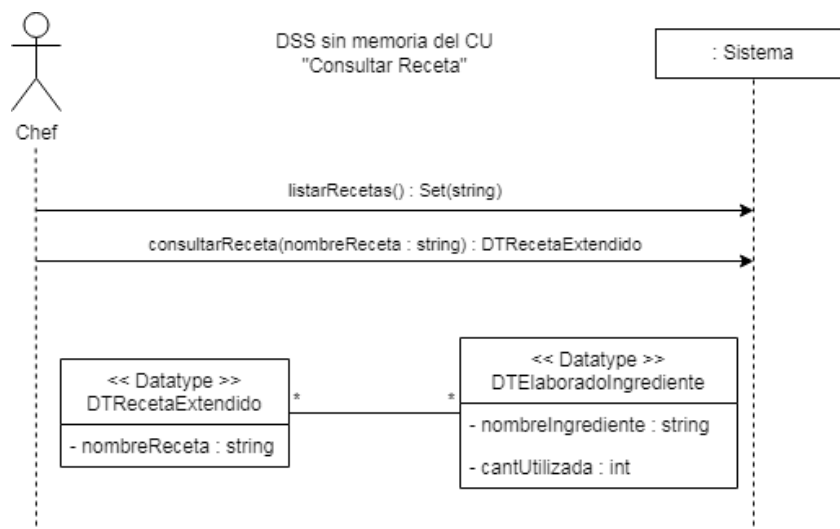 DSS sin memoria del CU
"Consultar Receta"
: Sistema
Chef
listarRecetas() : Set(string)
consultarReceta(nombreReceta : string) : DTRecetaExtendido
<< Datatype >>
DTRecetaExtendido
- nombreReceta : string
*
*
<< Datatype >>
DTElaboradoIngrediente
- nombreIngrediente : string
- cantUtilizada : int